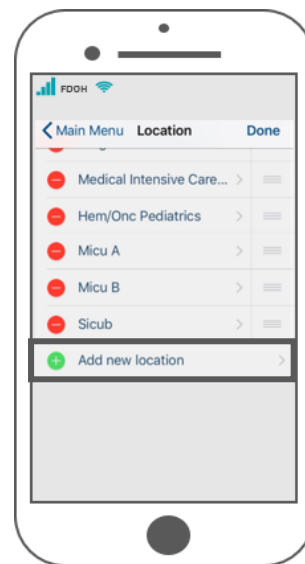 FDOH
Main Menu Location Done
Medical Intensive Care...
Hem/Onc Pediatrics
Micu A
Micu B
Sicub
Add new location